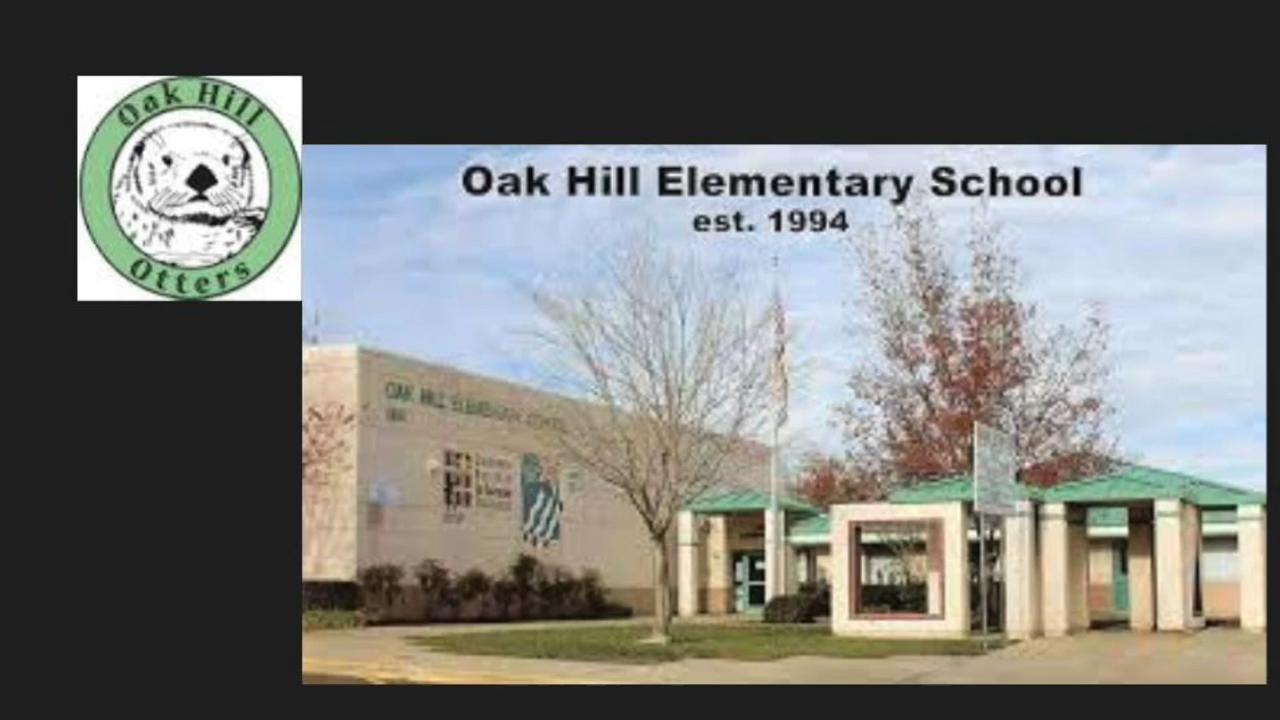 Oak Hill
Otters
Oak Hill Elementary School
est. 1994
OAK HILL ELEMENTARY SCHOOL